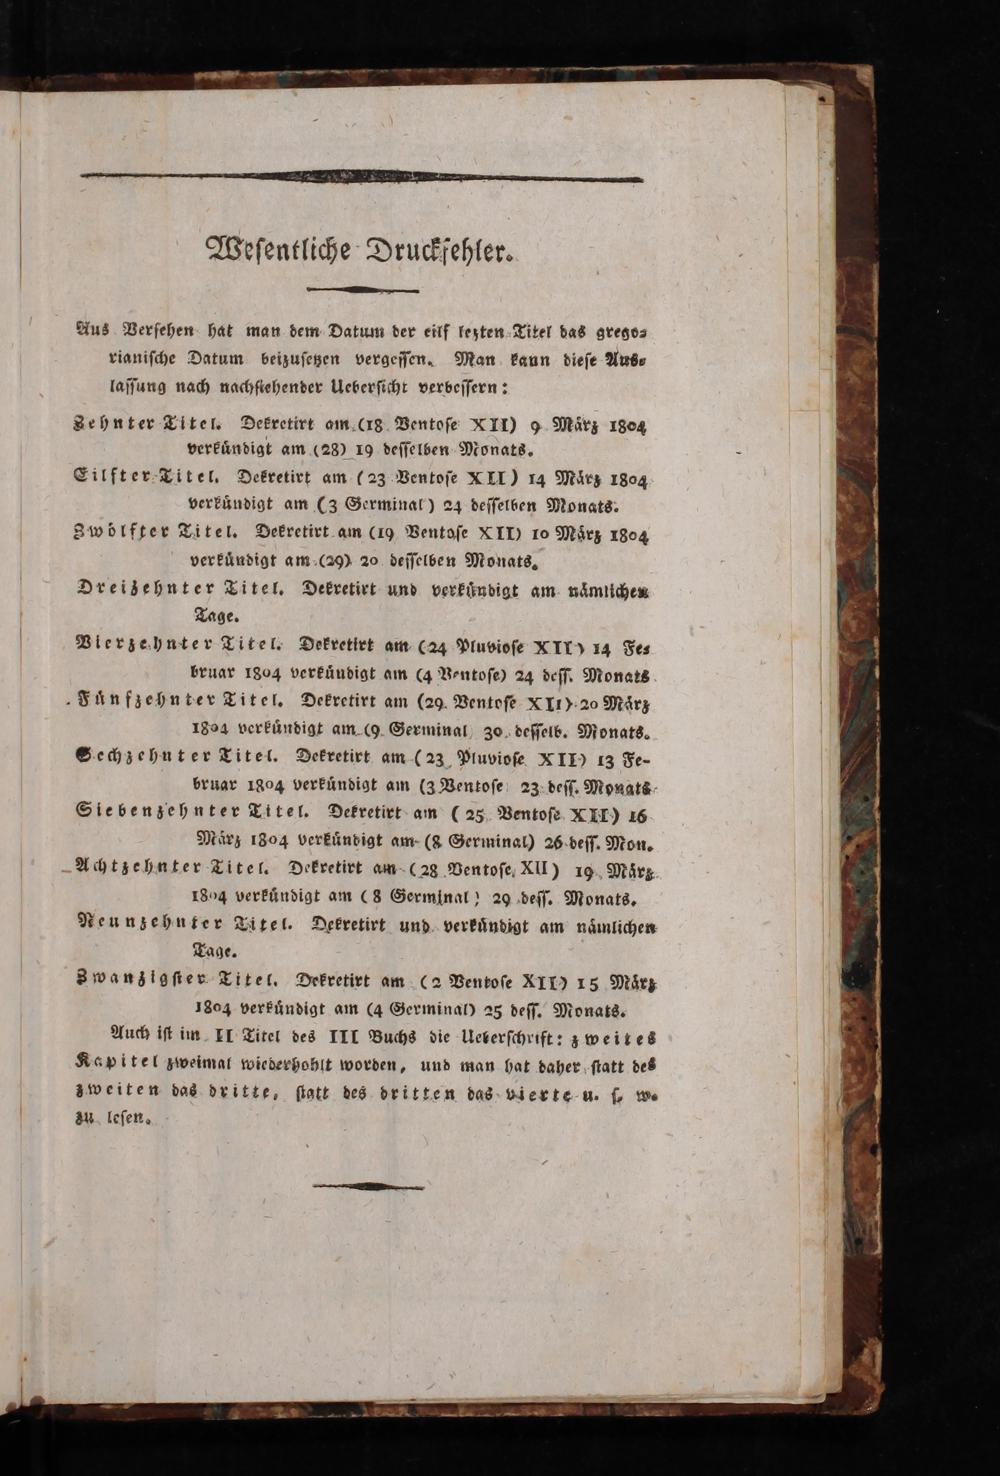 Weſentliche Druckfehler.
Aus Verſehen hat man dem Datum der eilf lezten Titel das grego⸗
rianiſche Datum beizuſetzen vergeſſen. Man kann dieſe Aus⸗
laſſung nach nachſtehender Ueberſicht verbeſſern:
Zehnter Titel. Dekretirt am (18 Ventoſe XII) 9 März 1804
verkündigt am (28) 19 deſſelben Monats.
Eilfter Titel. Dekretirt am (23 Ventoſe XII) 14 März 1804
verkündigt am (3 Germinal) 24 deſſelben Monats.
Zwölfter Titel. Dekretirt am (19 Ventoſe XII) 10 März 1804
verkündigt am (29) 20 deſſelben Monats.
Dreizehnter Titel. Dekretirt und verkündigt am nämlichen
Tage.
Vierzehnter Titel. Dekretirt am (24 Pluvioſe XII) 14 Fe⸗
bruar 1804 verkündigt am (4 Ventoſe) 24 deſſ. Monats
Fünfzehnter Titel. Dekretirt am (29 Ventoſe XII) 20 März
1804 verkündigt am (9 Germinal) 30 deſſelb. Monats.
Sechzehnter Titel. Dekretirt am (23 Pluvioſe XII) 13 Fe-
bruar 1804 verkündigt am (3 Ventoſe) 23 deſſ. Monats
Siebenzehnter Titel. Dekretirt am (25 Ventoſe XII) 16
März 1804 verkündigt am (8 Germinal) 26 deſſ. Mon.
Achtzehnter Titel. Dekretirt am (28 Ventoſe XII) 19 März
1804 verkündigt am (8 Germinal) 29 deſſ. Monats.
Neunzehnter Titel. Dekretirt und verkündigt am nämlichen
Tage.
Zwanzigſter Titel. Dekretirt am (2 Ventoſe XII) 15 März
1804 verkündigt am (4 Germinal) 25 deſſ. Monats.
Auch iſt im II Titel des III Buchs die Ueberſchrift: zweites
Kapitel zweimal wiederhohlt worden, und man hat daher ſtatt des
zweiten das dritte, ſtatt des dritten das vierte u. ſ. w.
zu leſen.